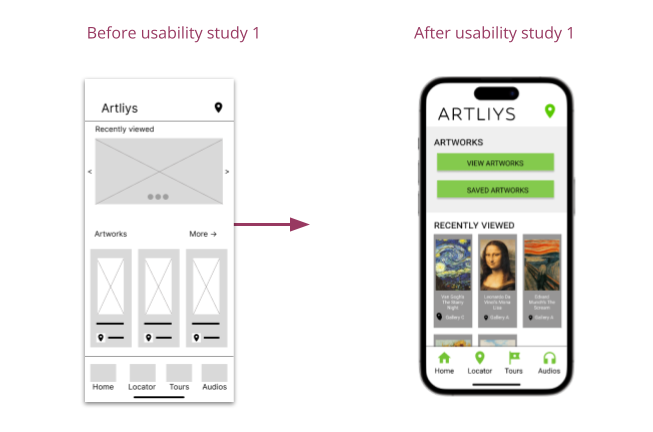 Before usability study 1
After usability study 1
Artliys
Recently viewed
<
>
Artworks
More →
Home
Locator
Tours
Audios
ARTLIYS
ARTWORKS
VIEW ARTWORKS
SAVED ARTWORKS
RECENTLY VIEWED
Van Goghs
The Starry
Night
Gallery C
Leonardo Da
Vinci's Mona
Lisa
Gallery A
Edvard
Munch's The
Scream
Gallery A
Home
Locator
Tours
Audios